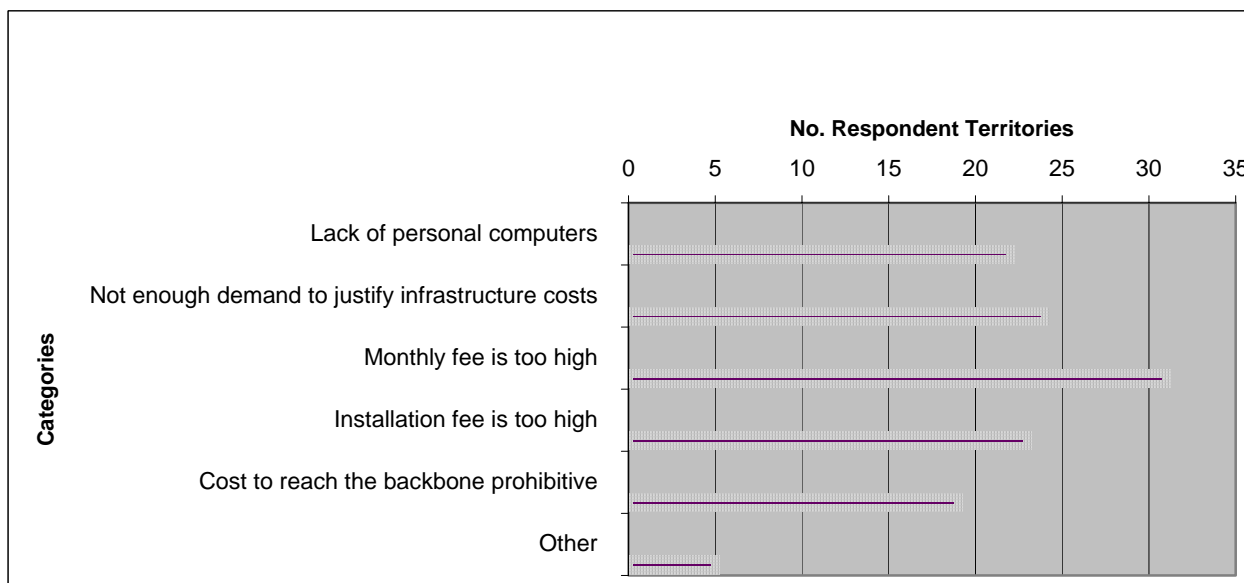 No. Respondent Territories
0 5 10 15 20 25 30 35
Categories
Lack of personal computers
Not enough demand to justify infrastructure costs
Monthly fee is too high
Installation fee is too high
Cost to reach the backbone prohibitive
Other